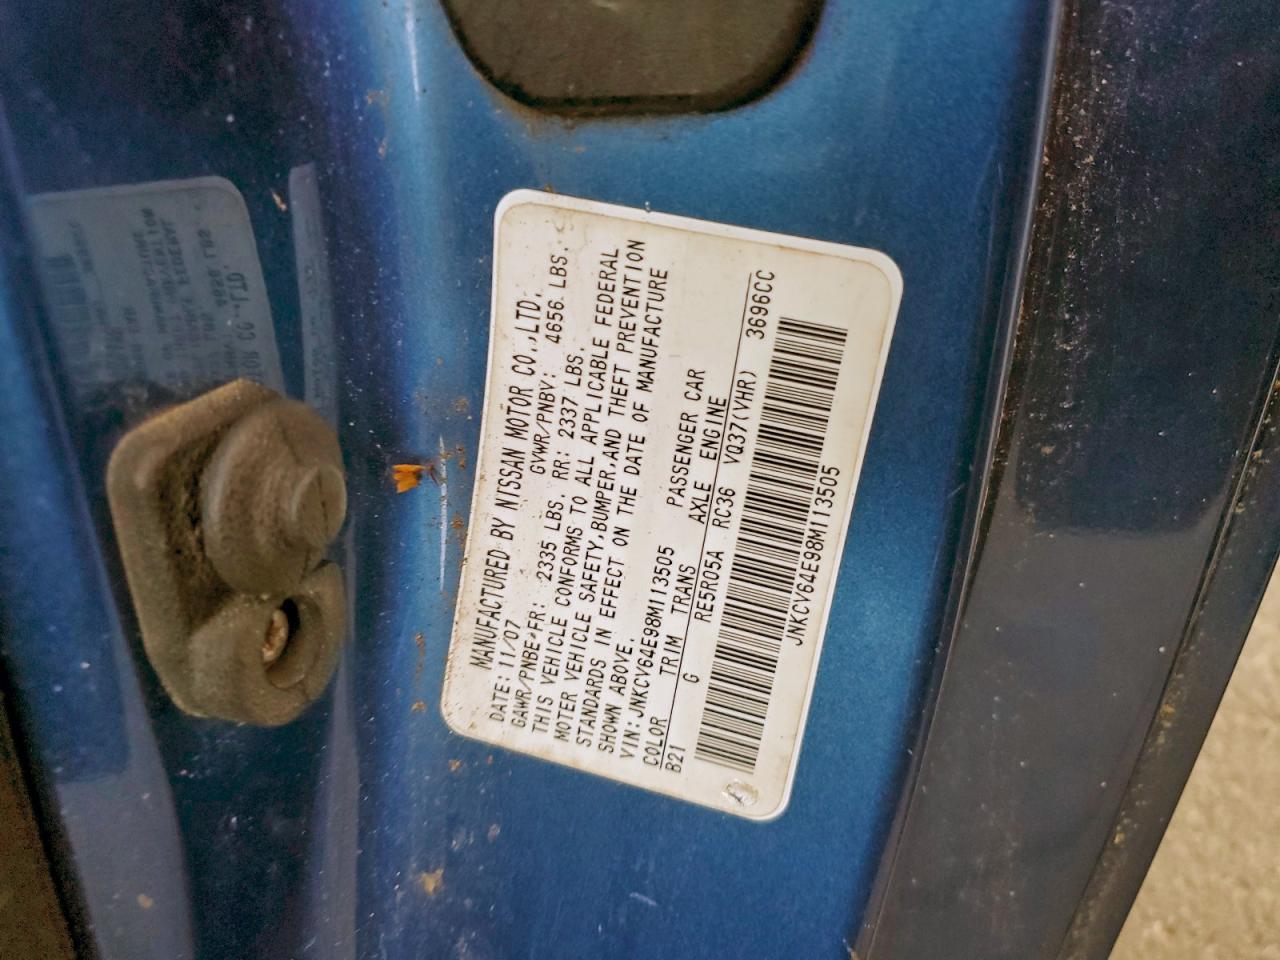 MANUFACTURED BY NISSAN MOTOR CO.,LTD.
DATE: 11/07 GVWR/PNBV: 4656 LBS.
GAWR/PNBE-FR: 2335 LBS. RR: 2337 LBS.
THIS VEHICLE CONFORMS TO ALL APPLICABLE FEDERAL
MOTER VEHICLE SAFETY,BUMPER,AND THEFT PREVENTION
STANDARDS IN EFFECT ON THE DATE OF MANUFACTURE
SHOWN ABOVE.
VIN:JNKCV64E98M113505 PASSENGER CAR
COLOR TRIM TRANS AXLE ENGINE
B21 G RE5R05A RC36 VQ37(VHR) 3696CC
JNKCV64E98M113505